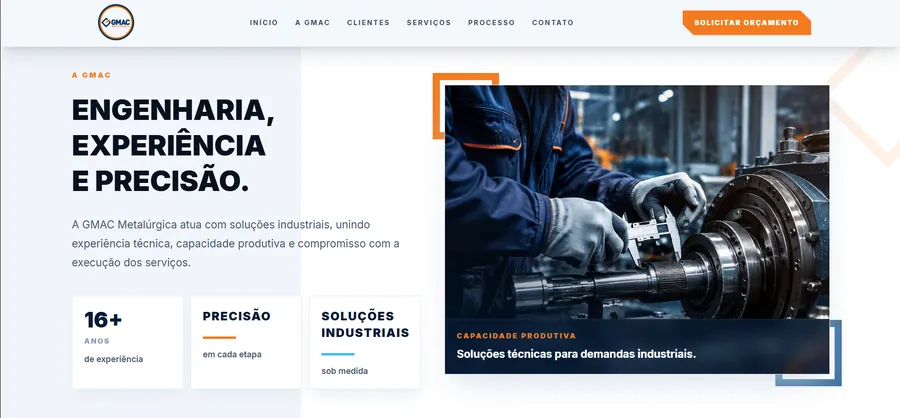 GMAC
INÍCIO
A GMAC
CLIENTES
SERVIÇOS
PROCESSO
CONTATO
SOLICITAR ORÇAMENTO
A GMAC
ENGENHARIA,
EXPERIÊNCIA
E PRECISÃO.
A GMAC Metalúrgica atua com soluções industriais, unindo
experiência técnica, capacidade produtiva e compromisso com a
execução dos serviços.
16+
ANOS
de experiência
PRECISÃO
em cada etapa
SOLUÇÕES
INDUSTRIAIS
sob medida
CAPACIDADE PRODUTIVA
Soluções técnicas para demandas industriais.